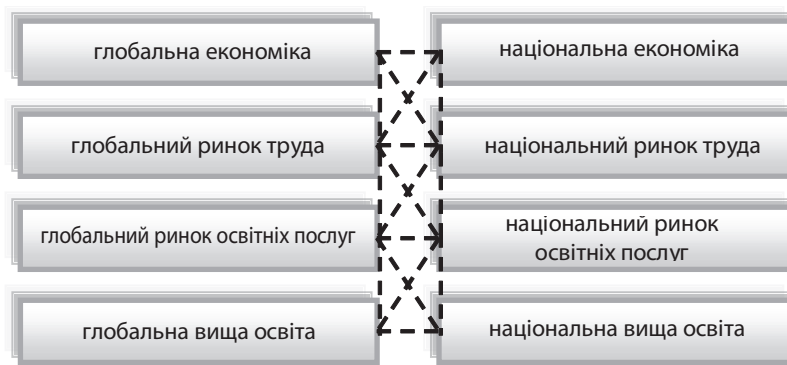 глобальна економіка
національна економіка
глобальний ринок труда
національний ринок труда
глобальний ринок освітніх послуг
національний ринок
освітніх послуг
глобальна вища освіта
національна вища освіта